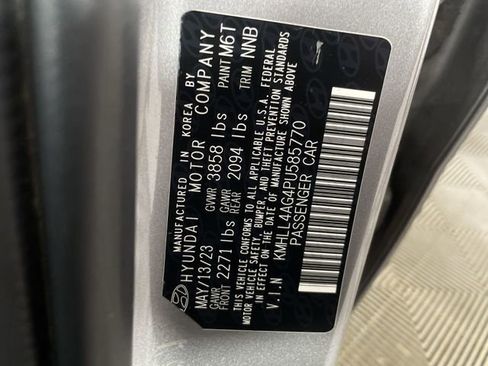 MANUFACTURED IN KOREA BY
HYUNDAI MOTOR COMPANY
MAY/13/23 GVWR 3858 lbs PAINT M6T
GAWR FRONT 2271 lbs GAWR REAR 2094 lbs TRIM NNB
THIS VEHICLE CONFORMS TO ALL APPLICABLE U.S.A. FEDERAL
MOTOR VEHICLE SAFETY, BUMPER, AND THEFT PREVENTION STANDARDS
IN EFFECT ON THE DATE OF MANUFACTURE SHOWN ABOVE
V.I.N KMHLL4AG4PU585770
PASSENGER CAR